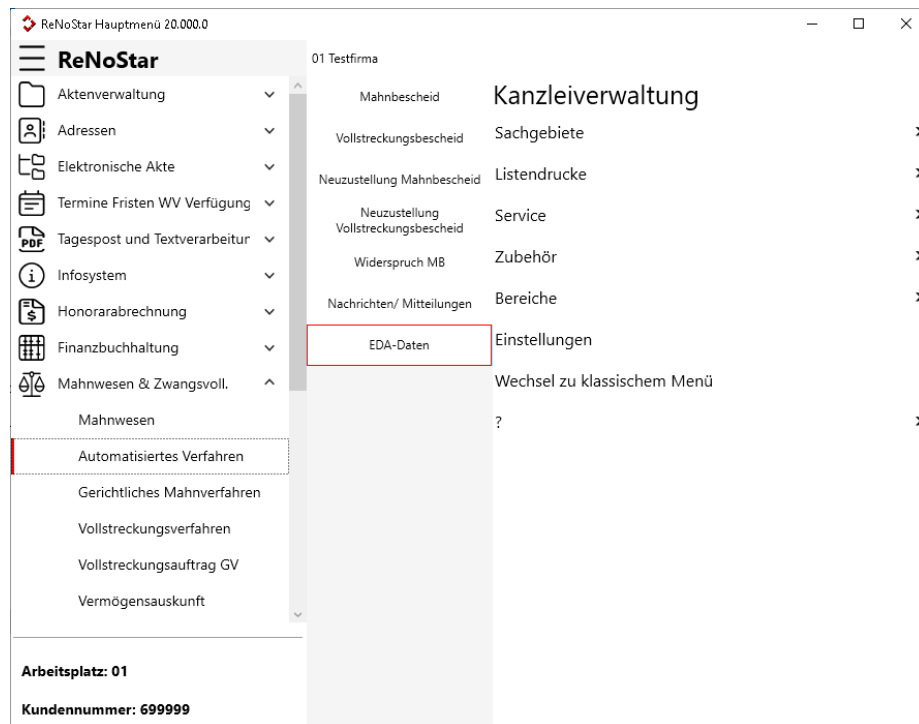 ReNoStar Hauptmenü 20.000.0
ReNoStar
Aktenverwaltung
Adressen
Elektronische Akte
Termine Fristen WV Verfügung
PDF
Tagespost und Textverarbeitur
Infosystem
Honorarabrechnung
Finanzbuchhaltung
Mahnwesen & Zwangsvoll.
Mahnwesen
Automatisiertes Verfahren
Gerichtliches Mahnverfahren
Vollstreckungsverfahren
Vollstreckungsauftrag GV
Vermögensauskunft
Arbeitsplatz: 01
Kundennummer: 699999
01 Testfirma
Mahnbescheid
Vollstreckungsbescheid
Neuzustellung Mahnbescheid
Neuzustellung
Vollstreckungsbescheid
Widerspruch MB
Nachrichten/ Mitteilungen
EDA-Daten
Kanzleiverwaltung
Sachgebiete
Listendrucke
Service
Zubehör
Bereiche
Einstellungen
Wechsel zu klassischem Menü
?